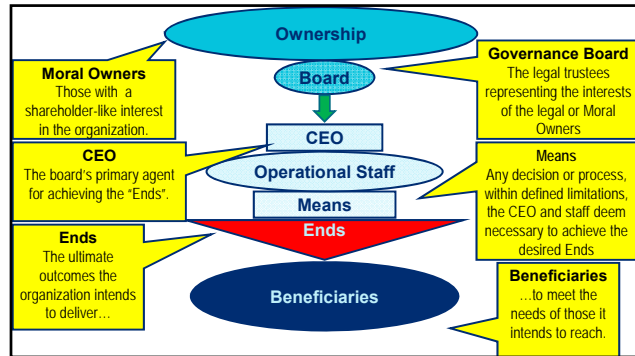 Ownership
Moral Owners
Those with a
shareholder-like interest
in the organization.
Board
Governance Board
The legal trustees
representing the interests
of the legal or Moral
Owners
CEO
The board's primary agent
for achieving the "Ends".
CEO
Operational Staff
Means
Means
Any decision or process,
within defined limitations,
the CEO and staff deem
necessary to achieve the
desired Ends
Ends
Ends
The ultimate
outcomes the
organization intends
to deliver…
Beneficiaries
Beneficiaries
…to meet the
needs of those it
intends to reach.